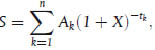 S = \sum_{k=1}^{n} A_k (1 + X)^{-t_k},